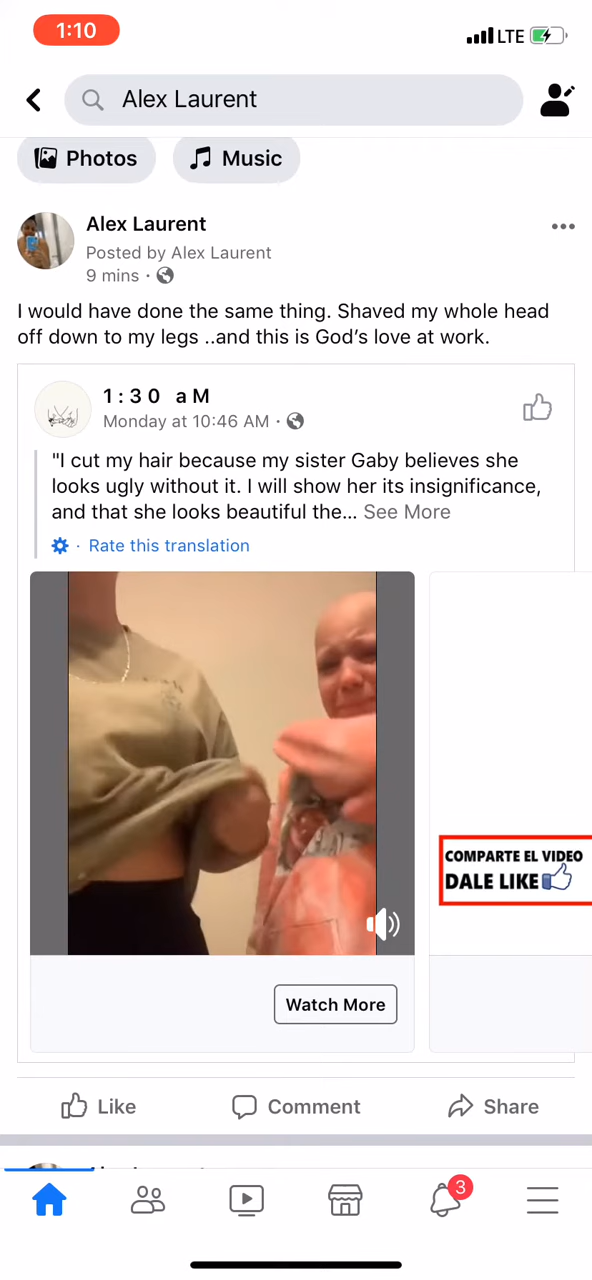 1:10
LTE
Alex Laurent
Photos
Music
Alex Laurent
Posted by Alex Laurent
9 mins ·
I would have done the same thing. Shaved my whole head
off down to my legs ..and this is God’s love at work.
1:30 aM
Monday at 10:46 AM ·
"I cut my hair because my sister Gaby believes she
looks ugly without it. I will show her its insignificance,
and that she looks beautiful the... See More
· Rate this translation
COMPARTE EL VIDEO
DALE LIKE
Watch More
Like
Comment
Share
3